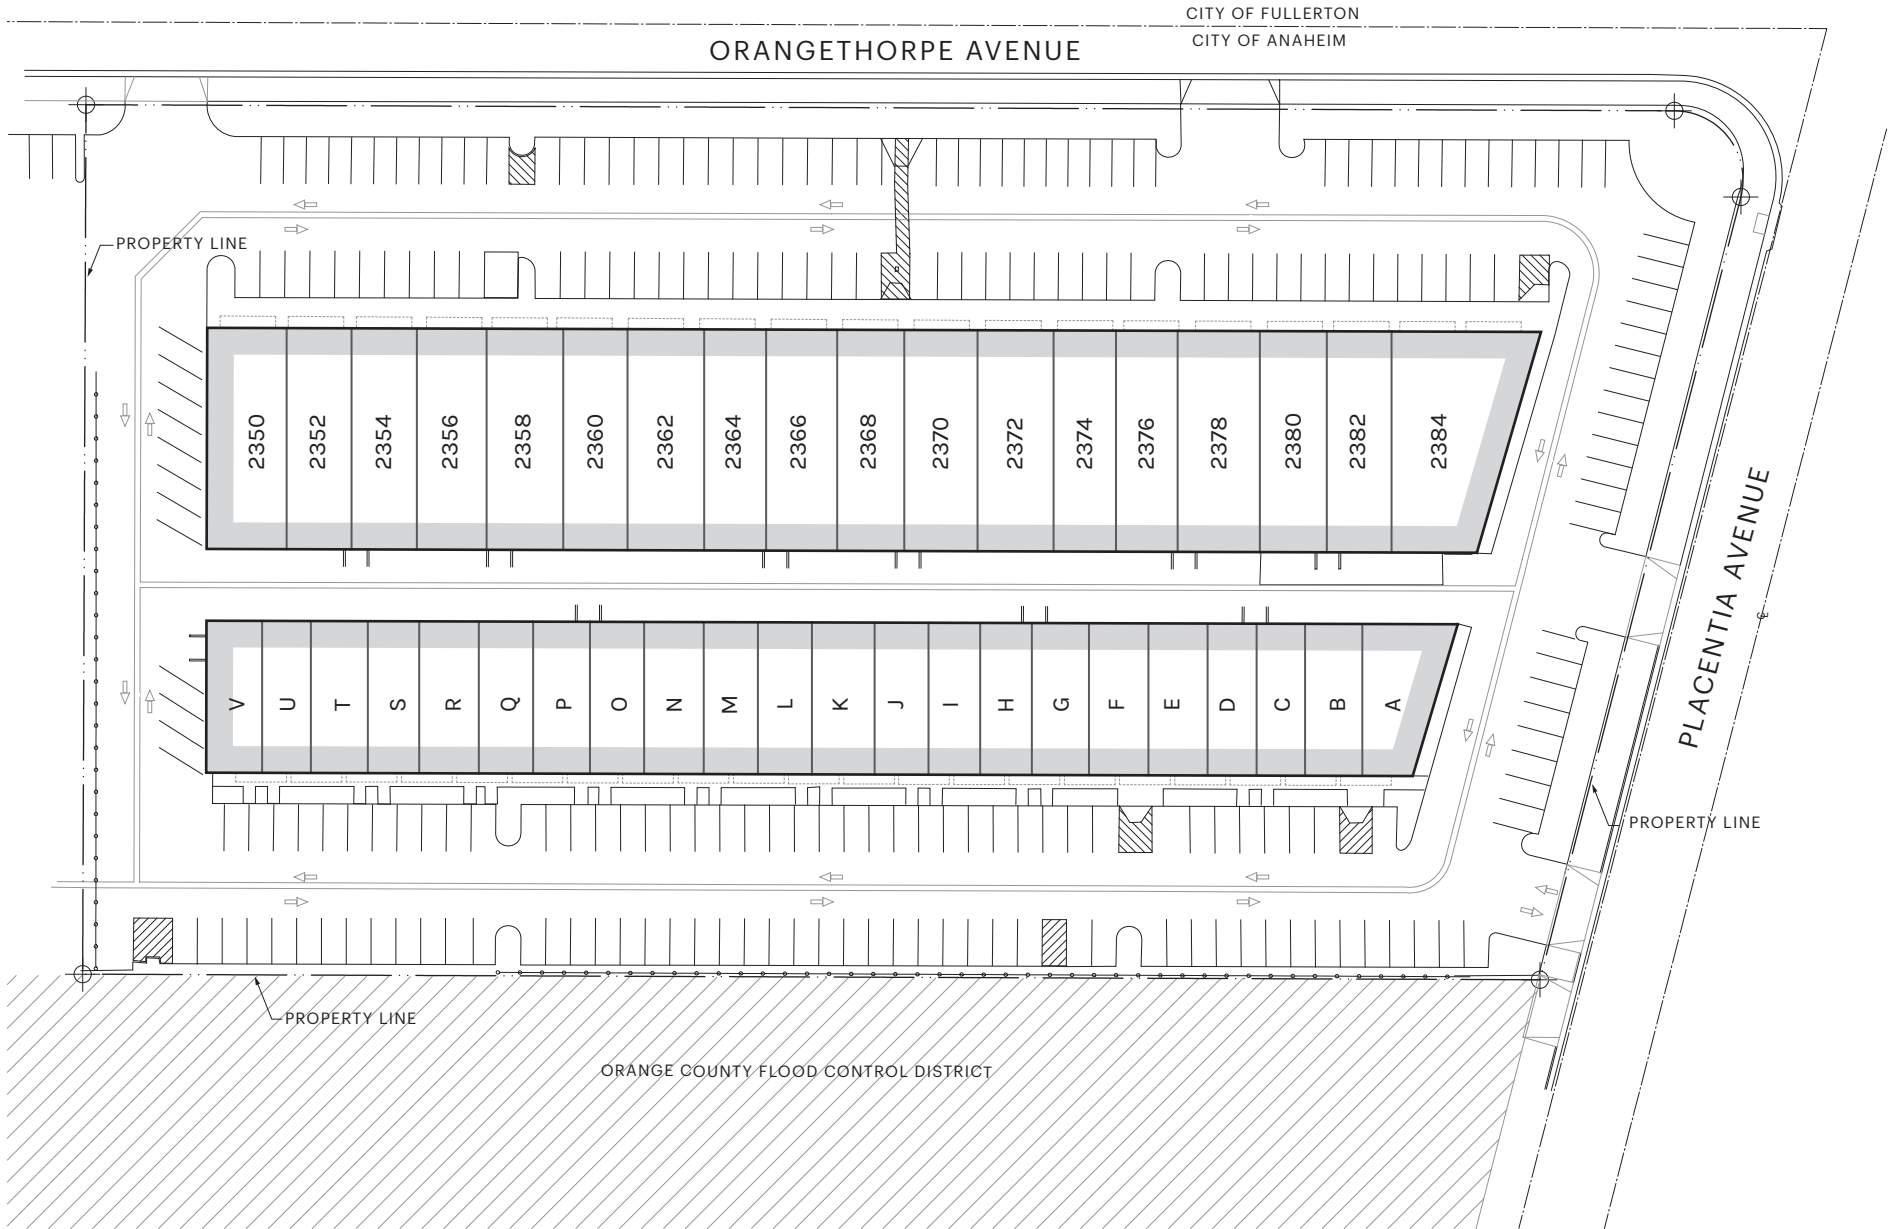 CITY OF FULLERTON
CITY OF ANAHEIM
ORANGETHORPE AVENUE
PROPERTY LINE
2350
2352
2354
2356
2358
2360
2362
2364
2366
2368
2370
2372
2374
2376
2378
2380
2382
2384
PLACENTIA AVENUE
V
U
T
S
R
Q
P
O
N
M
L
K
J
I
H
G
F
E
D
C
B
A
PROPERTY LINE
PROPERTY LINE
ORANGE COUNTY FLOOD CONTROL DISTRICT